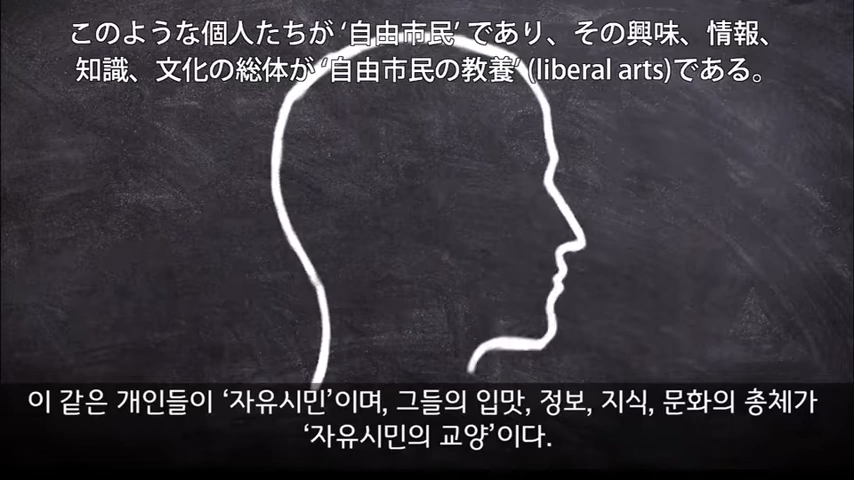 このような個人たちが ‘自由市民’ であり、その興味、情報、
知識、文化の総体が ‘自由市民の教養’ (liberal arts)である。
이 같은 개인들이 ‘자유시민’이며, 그들의 입맛, 정보, 지식, 문화의 총체가
‘자유시민의 교양’이다.